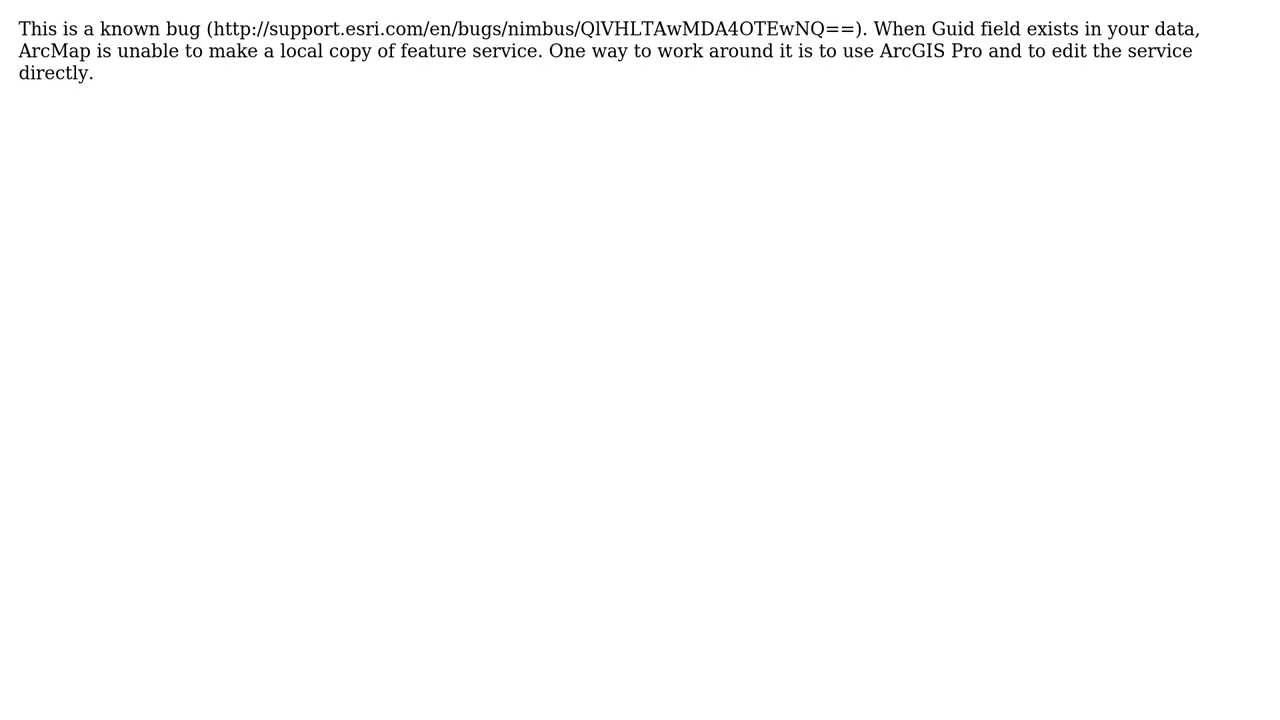 This is a known bug (http://support.esri.com/en/bugs/nimbus/QlVHLTAwMDA4OTEwNQ==). When Guid field exists in your data,
ArcMap is unable to make a local copy of feature service. One way to work around it is to use ArcGIS Pro and to edit the service
directly.